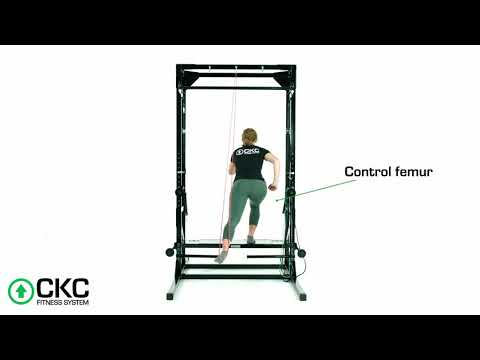 CKC
Control femur
CKC
FITNESS SYSTEM